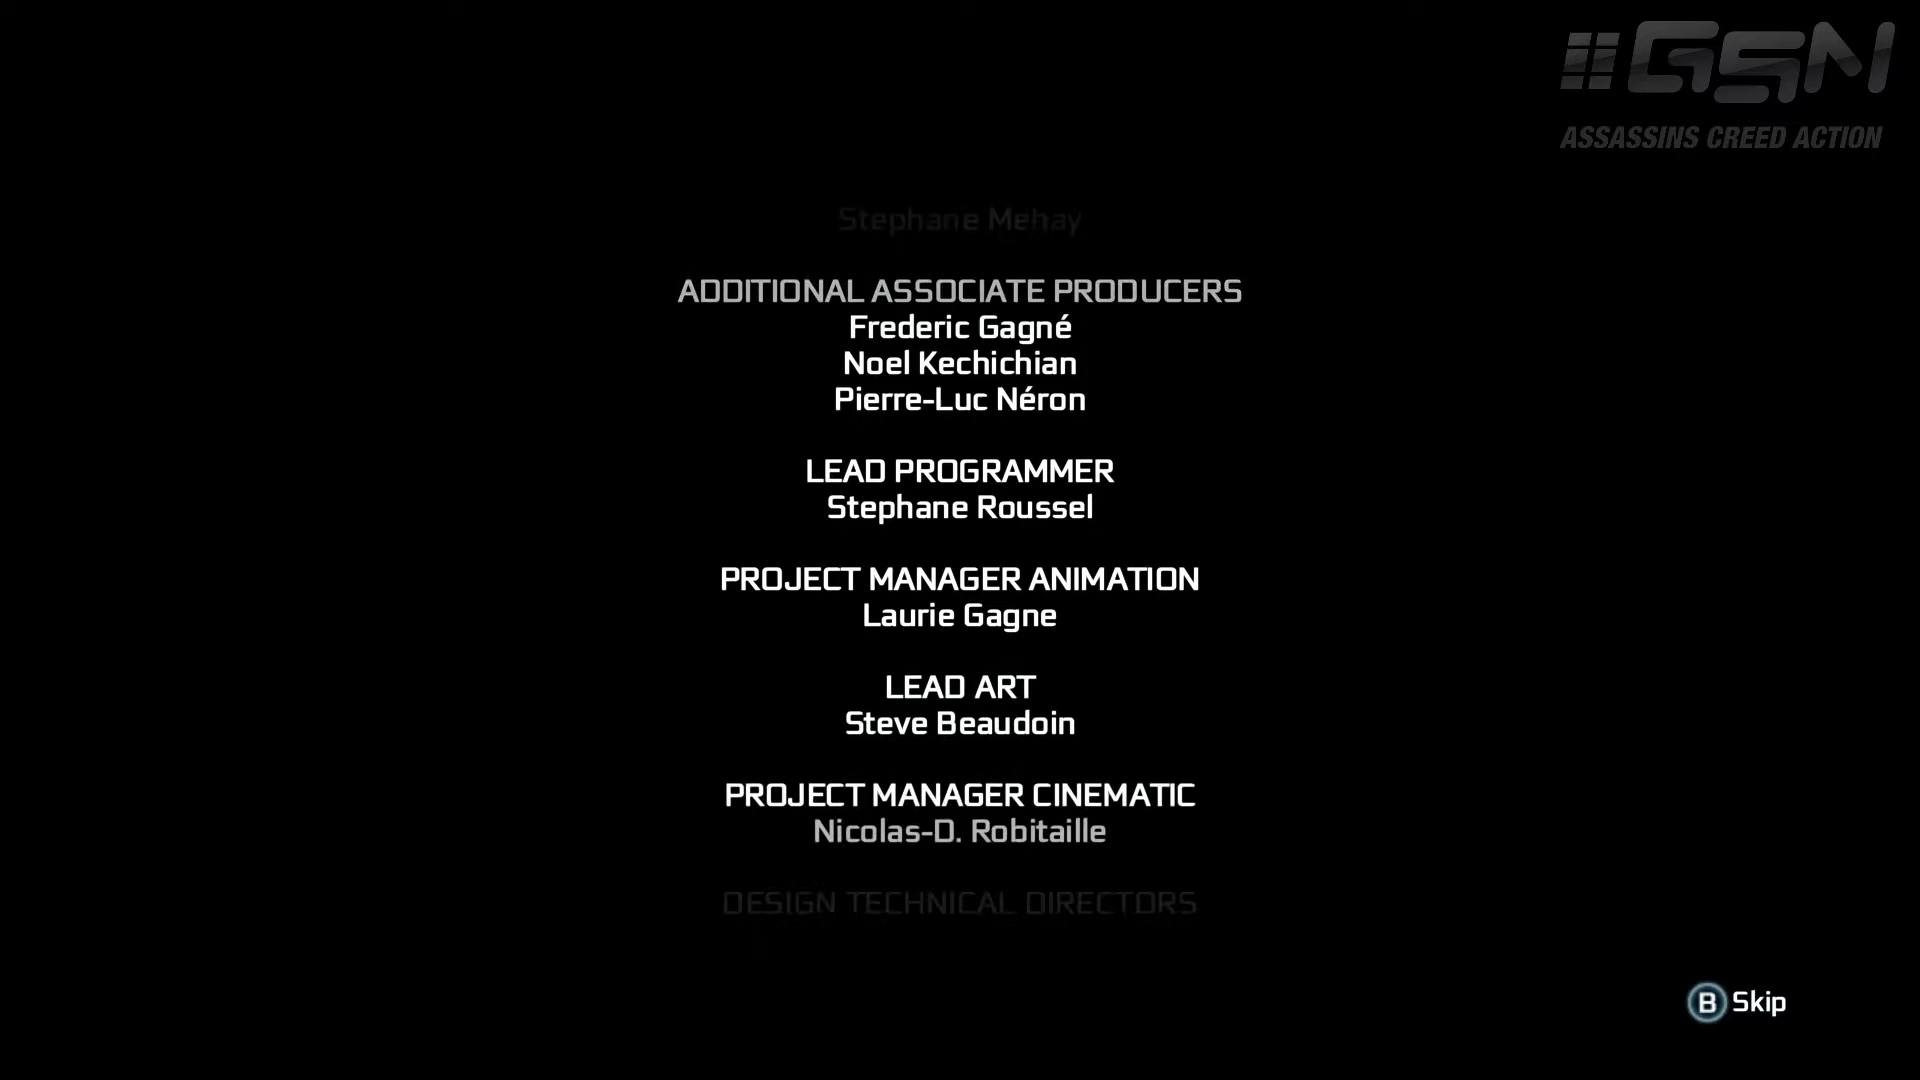 GSN
ASSASSINS CREED ACTION
Stephane Mehay
ADDITIONAL ASSOCIATE PRODUCERS
Frederic Gagné
Noel Kechichian
Pierre-Luc Néron
LEAD PROGRAMMER
Stephane Roussel
PROJECT MANAGER ANIMATION
Laurie Gagne
LEAD ART
Steve Beaudoin
PROJECT MANAGER CINEMATIC
Nicolas-D. Robitaille
DESIGN TECHNICAL DIRECTORS
B Skip